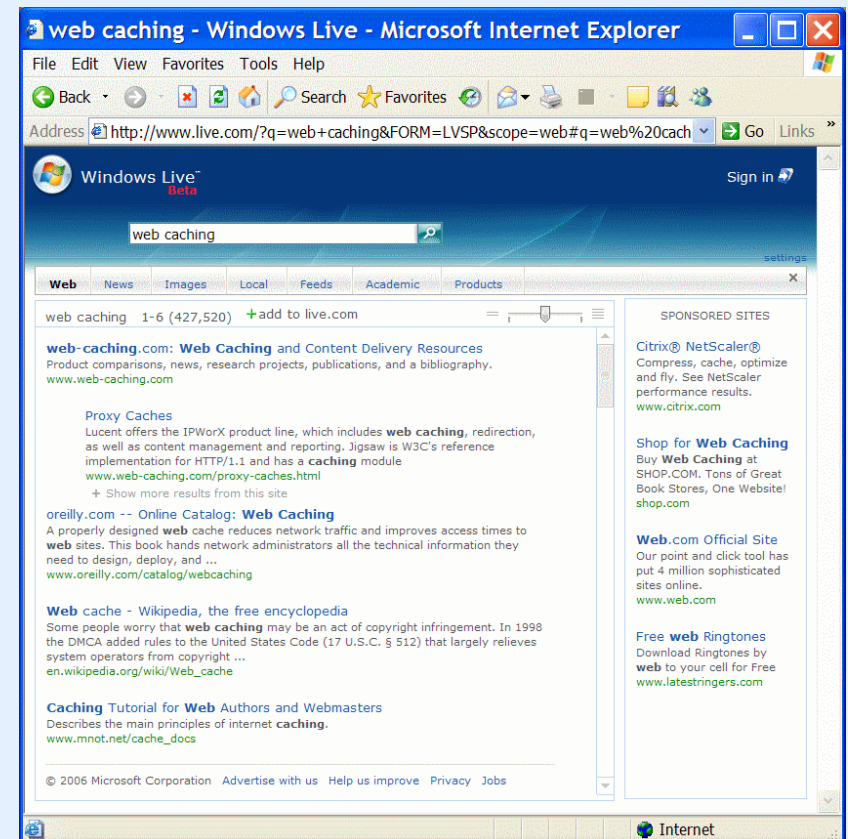 web caching - Windows Live - Microsoft Internet Explorer
File Edit View Favorites Tools Help
Back Search Favorites
Address http://www.live.com/?q=web+caching&FORM=LVSP&scope=web#q=web%20cach Go Links »
Windows Live™
Beta
Sign in
web caching
settings
Web News Images Local Feeds Academic Products
web caching 1-6 (427,520) +add to live.com
web-caching.com: Web Caching and Content Delivery Resources
Product comparisons, news, research projects, publications, and a bibliography.
www.web-caching.com
Proxy Caches
Lucent offers the IPWorX product line, which includes web caching, redirection,
as well as content management and reporting. Jigsaw is W3C's reference
implementation for HTTP/1.1 and has a caching module
www.web-caching.com/proxy-caches.html
+ Show more results from this site
oreilly.com -- Online Catalog: Web Caching
A properly designed web cache reduces network traffic and improves access times to
web sites. This book hands network administrators all the technical information they
need to design, deploy, and ...
www.oreilly.com/catalog/webcaching
Web cache - Wikipedia, the free encyclopedia
Some people worry that web caching may be an act of copyright infringement. In 1998
the DMCA added rules to the United States Code (17 U.S.C. § 512) that largely relieves
system operators from copyright ...
en.wikipedia.org/wiki/Web_cache
Caching Tutorial for Web Authors and Webmasters
Describes the main principles of internet caching.
www.mnot.net/cache_docs
© 2006 Microsoft Corporation Advertise with us Help us improve Privacy Jobs
SPONSORED SITES
Citrix® NetScaler®
Compress, cache, optimize
and fly. See NetScaler
performance results.
www.citrix.com
Shop for Web Caching
Buy Web Caching at
SHOP.COM. Tons of Great
Book Stores, One Website!
shop.com
Web.com Official Site
Our point and click tool has
put 4 million sophisticated
sites online.
www.web.com
Free web Ringtones
Download Ringtones by
web to your cell for Free
www.latestringers.com
Internet